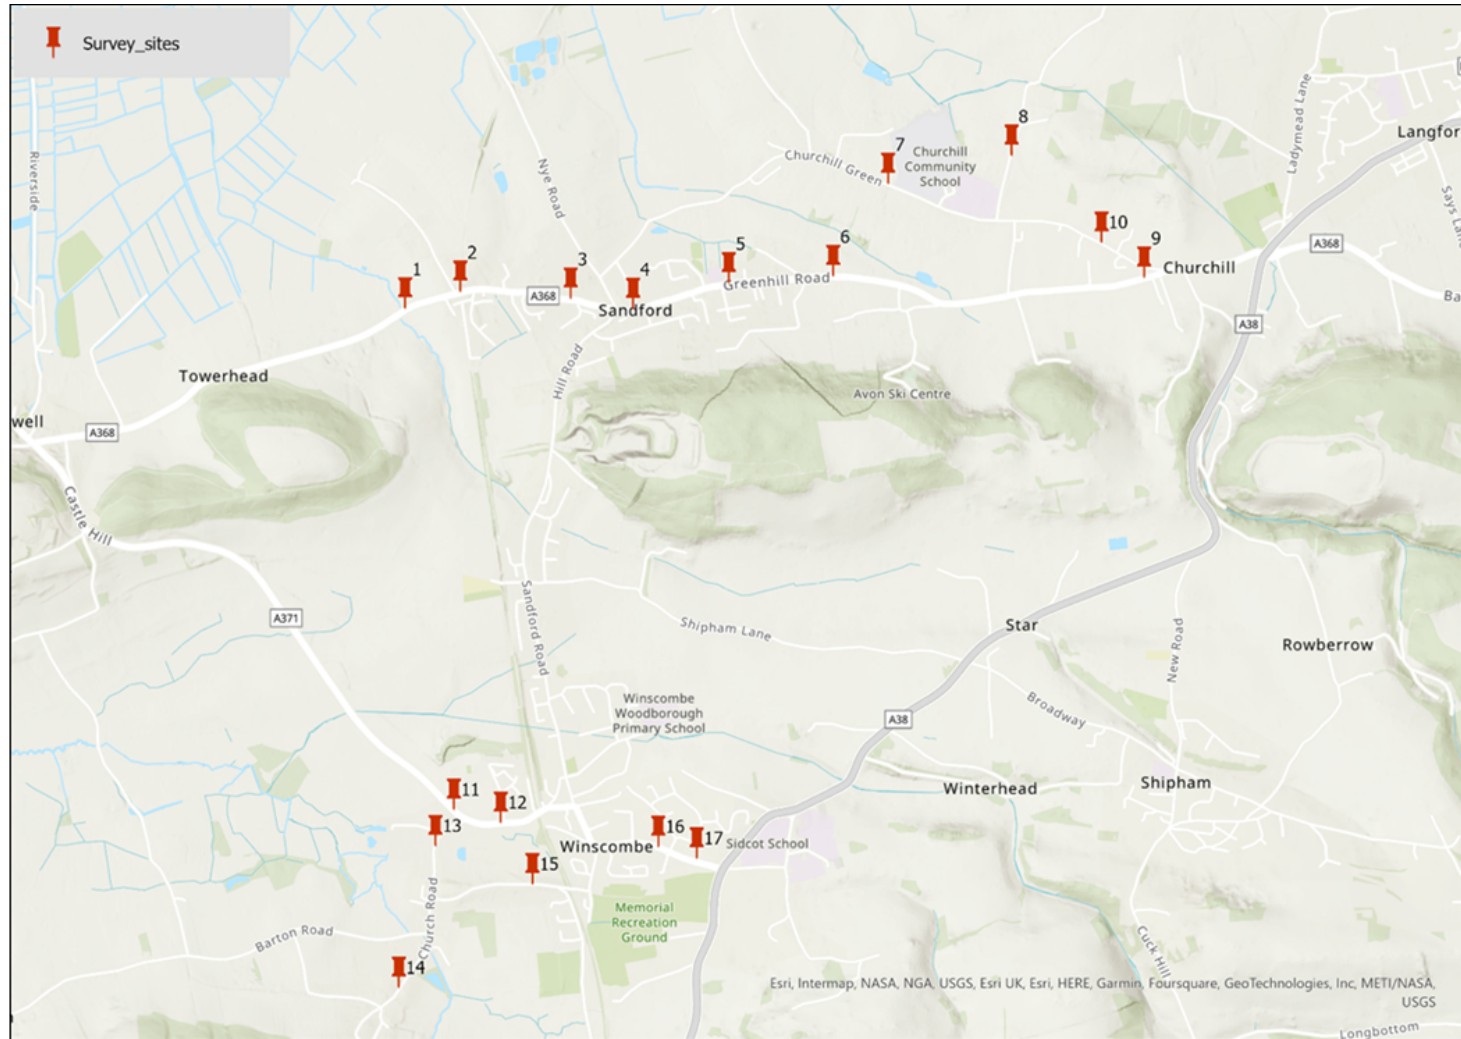 Survey_sites
Riverside
Nye Road
Churchill Green
7
Churchill
Community
School
8
Ladymead Lane
Langfor
Says Lane
1
2
A368
3
4
Sandford
5
Greenhill Road
6
10
9
Churchill
A368
Ba
A38
Towerhead
Hill Road
Avon Ski Centre
well
A368
Castle Hill
A371
Sandford Road
Shipham Lane
Star
New Road
Rowberrow
Winscombe
Woodborough
Primary School
A38
Broadway
Winterhead
Shipham
11
12
13
Winscombe
16
17
Sidcot School
15
Church Road
Memorial
Recreation
Ground
Barton Road
14
Cuck Hill
Esri, Intermap, NASA, NGA, USGS, Esri UK, Esri, HERE, Garmin, Foursquare, GeoTechnologies, Inc, METI/NASA,
USGS
Longbottom